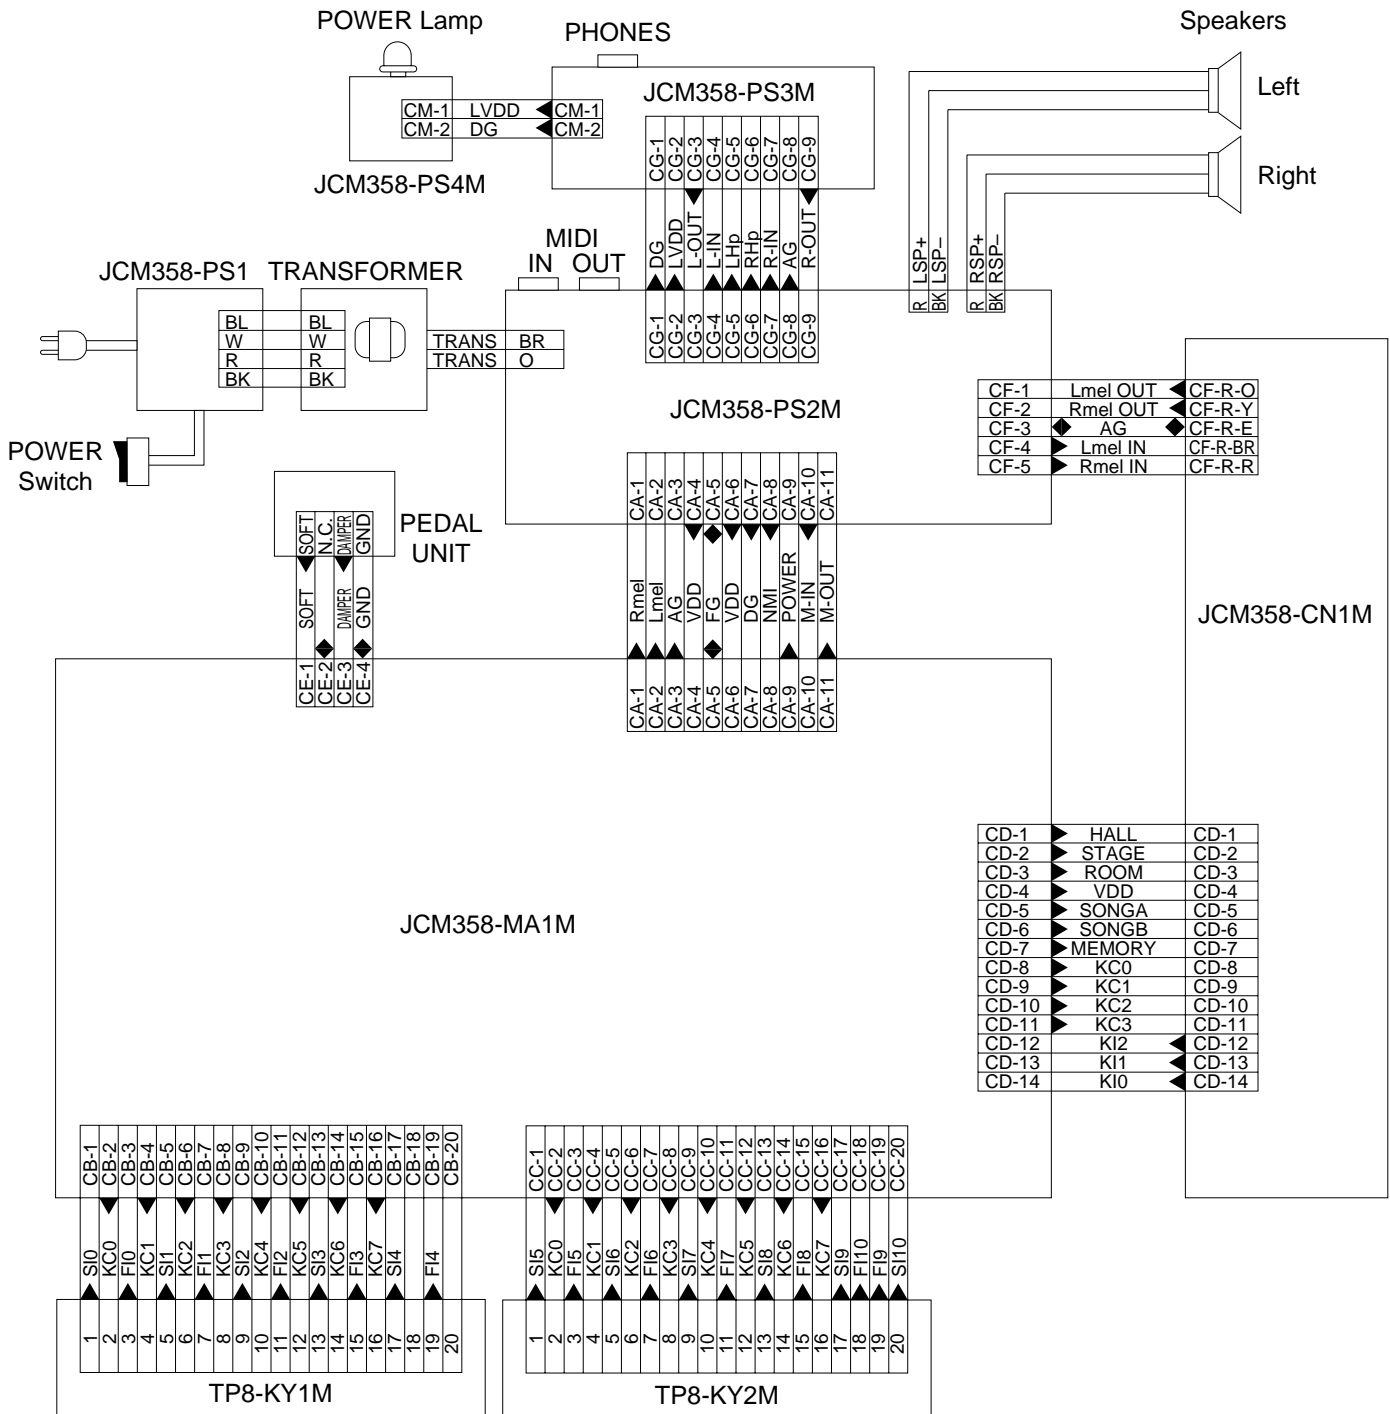 POWER Lamp
PHONES
Speakers
JCM358-PS3M
Left
CM-1 LVDD CM-1
CM-2 DG CM-2
JCM358-PS4M
Right
CG-1 CG-2 CG-3 CG-4 CG-5 CG-6 CG-7 CG-8 CG-9
DG LVDD L-OUT L-IN LHp RHp R-IN AG R-OUT
CG-1 CG-2 CG-3 CG-4 CG-5 CG-6 CG-7 CG-8 CG-9
R LSP+
BK LSP–
R RSP+
BK RSP–
MIDI
IN OUT
JCM358-PS1
TRANSFORMER
BL BL
W W
R R
BK BK
TRANS BR
TRANS O
JCM358-PS2M
CF-1 Lmel OUT CF-R-O
CF-2 Rmel OUT CF-R-Y
CF-3 AG CF-R-E
CF-4 Lmel IN CF-R-BR
CF-5 Rmel IN CF-R-R
POWER
Switch
PEDAL
UNIT
SOFT N.C. DAMPER GND
SOFT DAMPER GND
CE-1 CE-2 CE-3 CE-4
CA-1 CA-2 CA-3 CA-4 CA-5 CA-6 CA-7 CA-8 CA-9 CA-10 CA-11
Rmel Lmel AG VDD FG VDD DG NMI POWER M-IN M-OUT
CA-1 CA-2 CA-3 CA-4 CA-5 CA-6 CA-7 CA-8 CA-9 CA-10 CA-11
JCM358-CN1M
JCM358-MA1M
CD-1 HALL CD-1
CD-2 STAGE CD-2
CD-3 ROOM CD-3
CD-4 VDD CD-4
CD-5 SONGA CD-5
CD-6 SONGB CD-6
CD-7 MEMORY CD-7
CD-8 KC0 CD-8
CD-9 KC1 CD-9
CD-10 KC2 CD-10
CD-11 KC3 CD-11
CD-12 KI2 CD-12
CD-13 KI1 CD-13
CD-14 KI0 CD-14
CB-1 CB-2 CB-3 CB-4 CB-5 CB-6 CB-7 CB-8 CB-9 CB-10 CB-11 CB-12 CB-13 CB-14 CB-15 CB-16 CB-17 CB-18 CB-19 CB-20
SI0 KC0 FI0 KC1 SI1 KC2 FI1 KC3 SI2 KC4 FI2 KC5 SI3 KC6 FI3 KC7 SI4 FI4
1 2 3 4 5 6 7 8 9 10 11 12 13 14 15 16 17 18 19 20
TP8-KY1M
CC-1 CC-2 CC-3 CC-4 CC-5 CC-6 CC-7 CC-8 CC-9 CC-10 CC-11 CC-12 CC-13 CC-14 CC-15 CC-16 CC-17 CC-18 CC-19 CC-20
SI5 KC0 FI5 KC1 SI6 KC2 FI6 KC3 SI7 KC4 FI7 KC5 SI8 KC6 FI8 KC7 SI9 FI10 FI9 SI10
1 2 3 4 5 6 7 8 9 10 11 12 13 14 15 16 17 18 19 20
TP8-KY2M